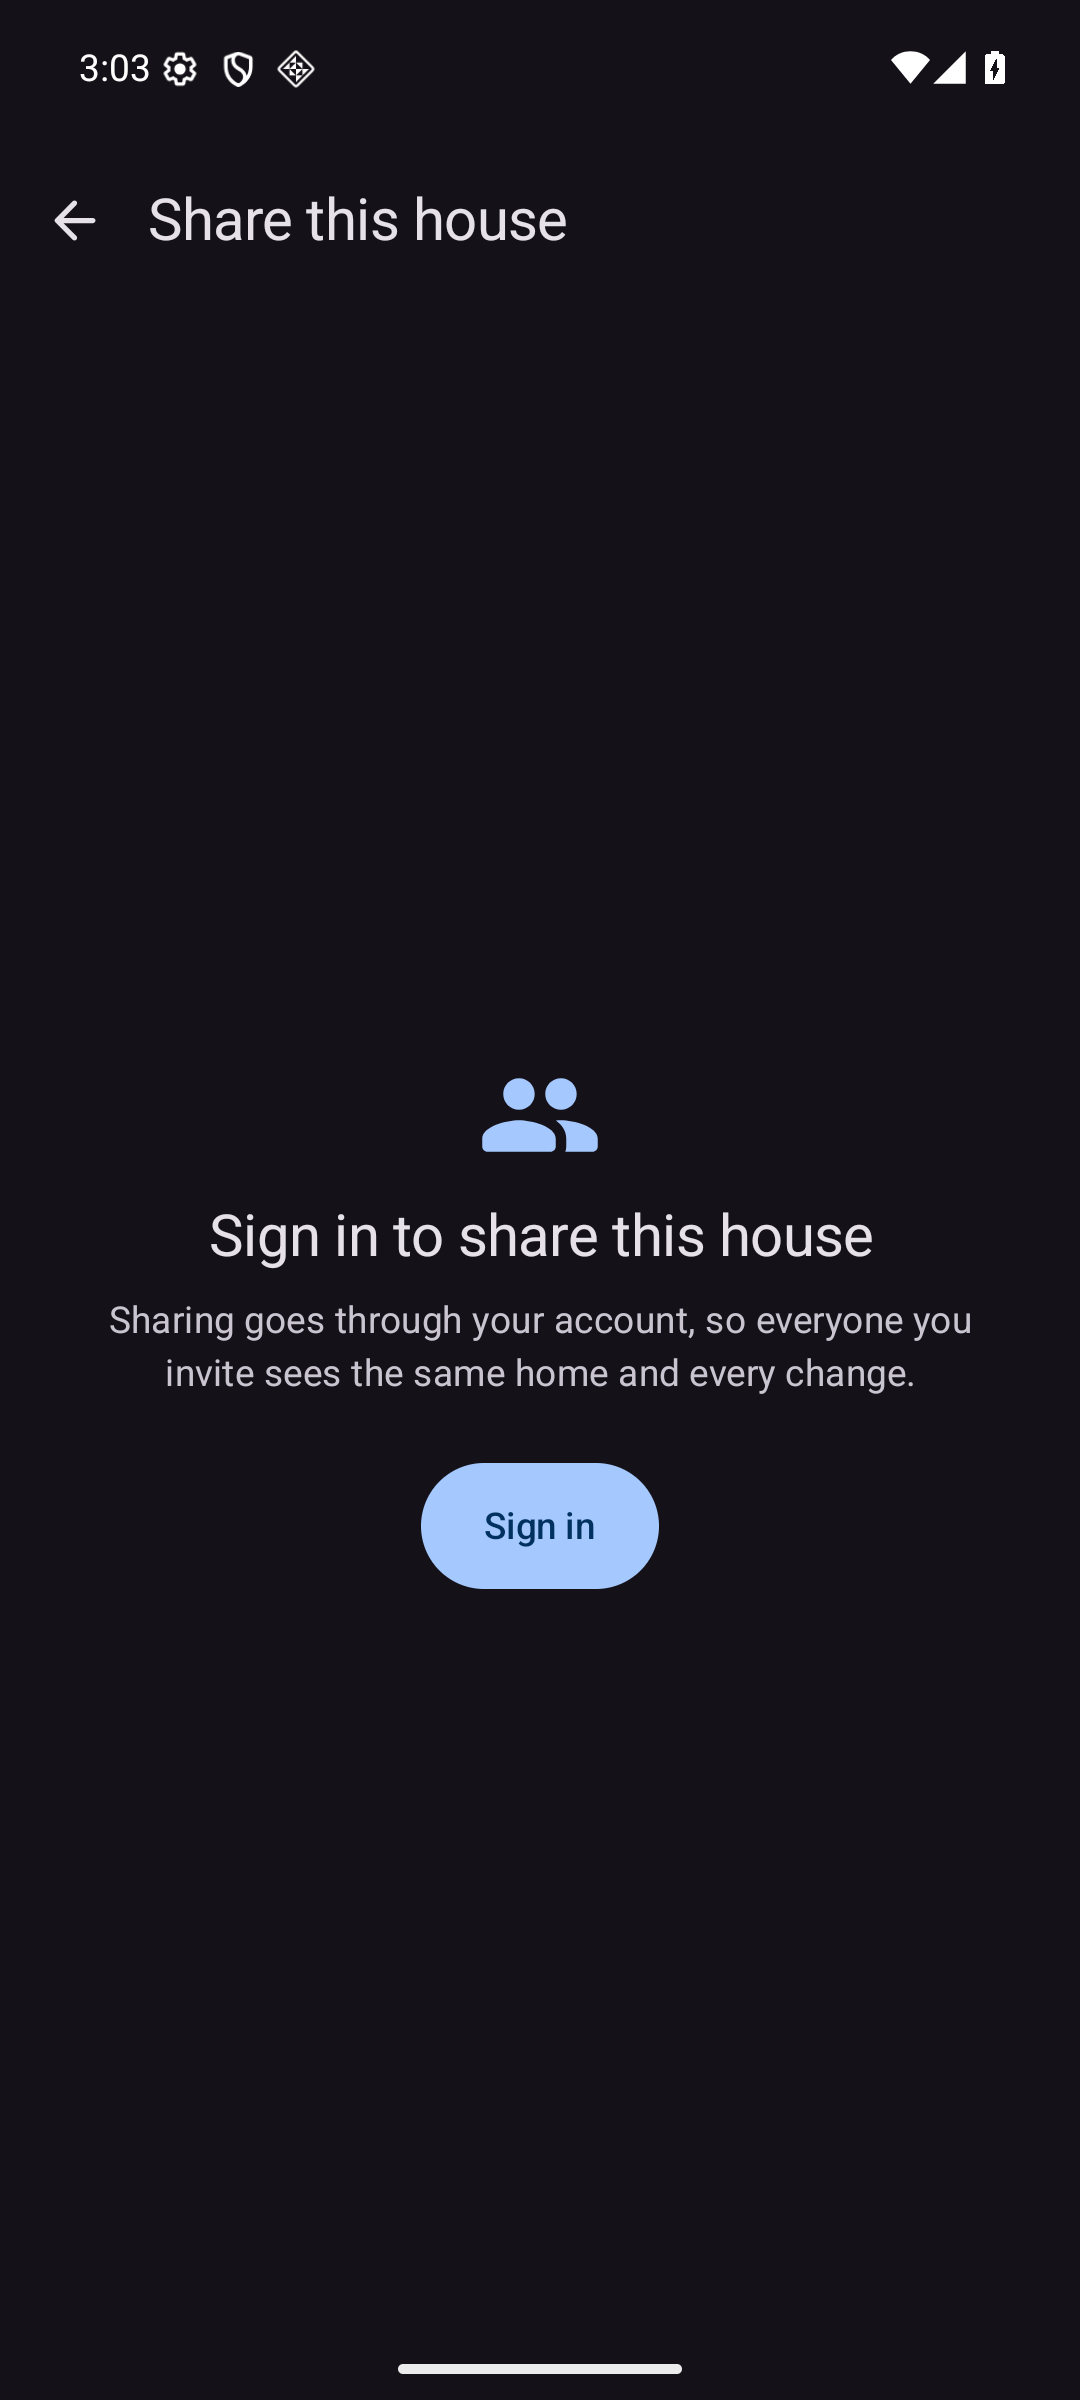 3:03
Share this house
Sign in to share this house
Sharing goes through your account, so everyone you
invite sees the same home and every change.
Sign in